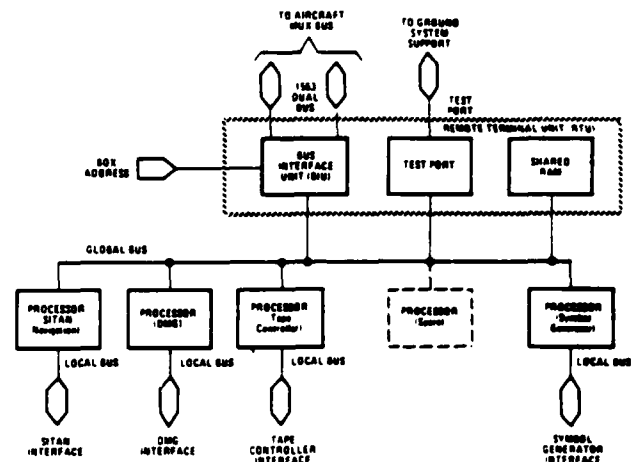 TO AIRCRAFT
MUX BUS
TO GROUND
SYSTEM
SUPPORT
1553
DUAL
BUS
TEST
PORT
REMOTE TERMINAL UNIT (RTU)
BOX
ADDRESS
BUS
INTERFACE
UNIT (BIU)
TEST PORT
SHARED
RAM
GLOBAL BUS
PROCESSOR
SITAN
Navigation)
PROCESSOR
(DMG)
PROCESSOR
Tape
Controller)
PROCESSOR
(Spare)
PROCESSOR
(Symbol
Generator)
LOCAL BUS
LOCAL BUS
LOCAL BUS
LOCAL BUS
SITAN
INTERFACE
DMG
INTERFACE
TAPE
CONTROLLER
INTERFACE
SYMBOL
GENERATOR
INTERFACE